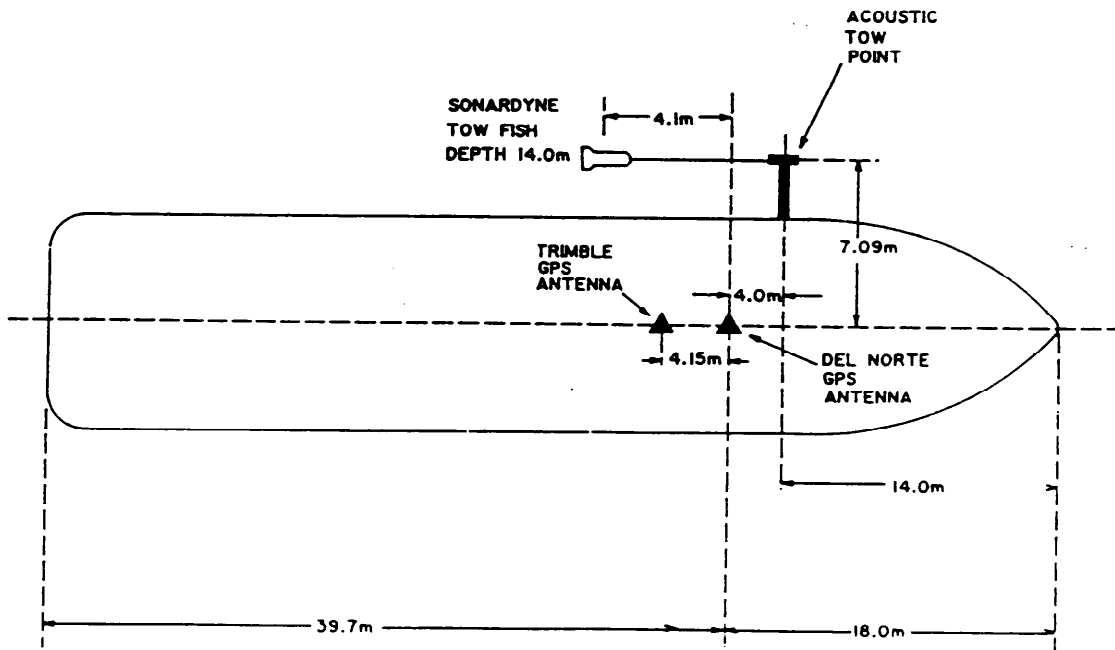 ACOUSTIC
TOW
POINT
SONARDYNE
TOW FISH
DEPTH 14.0m
4.1m
7.09m
TRIMBLE
GPS
ANTENNA
4.0m
4.15m
DEL NORTE
GPS
ANTENNA
14.0m
39.7m
18.0m